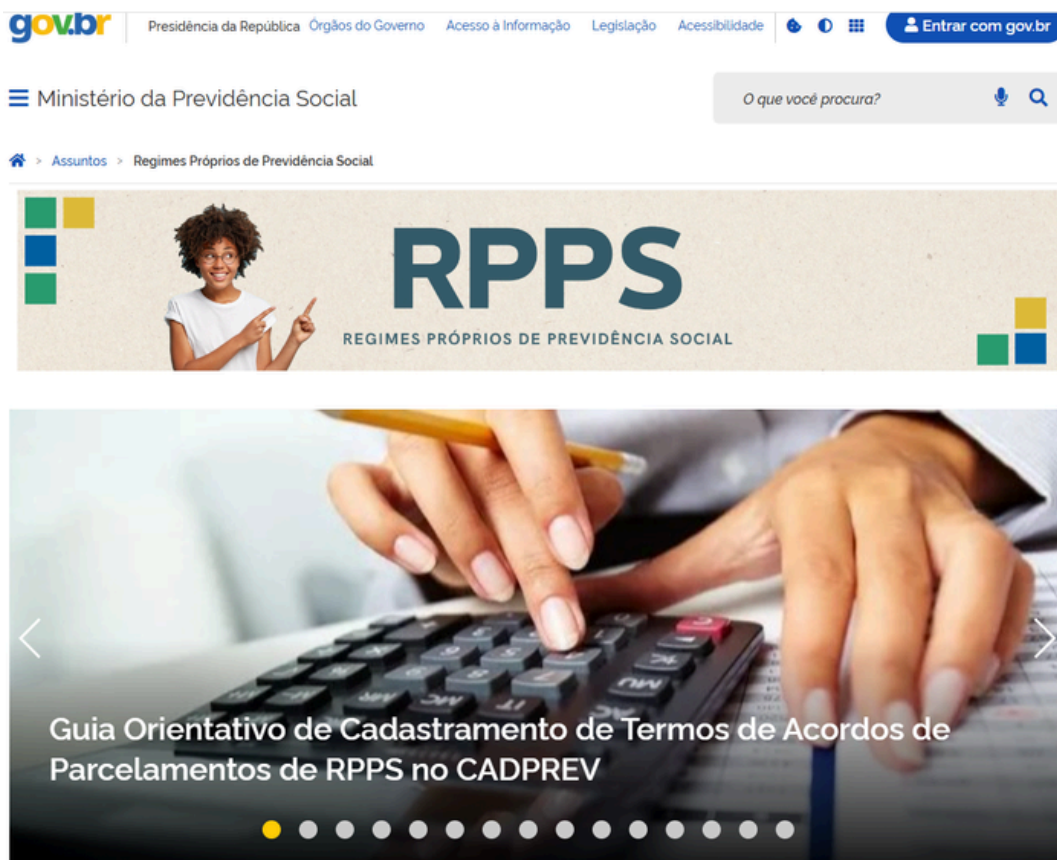 gov.br
Presidência da República Órgãos do Governo Acesso à Informação Legislação Acessibilidade Entrar com gov.br
Ministério da Previdência Social
O que você procura?
> Assuntos > Regimes Próprios de Previdência Social
RPPS
REGIMES PRÓPRIOS DE PREVIDÊNCIA SOCIAL
Guia Orientativo de Cadastramento de Termos de Acordos de
Parcelamentos de RPPS no CADPREV